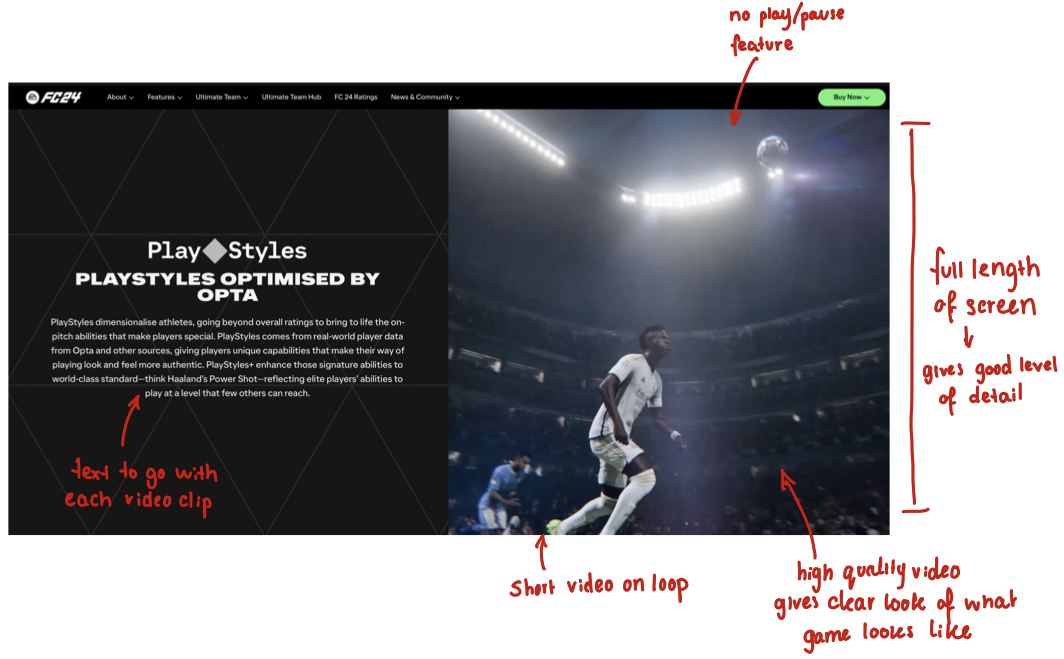 no play/pause
feature
EA FC24
About
Features
Ultimate Team
Ultimate Team Hub
FC 24 Ratings
News & Community
Buy Now
Play Styles
PLAYSTYLES OPTIMISED BY
OPTA
PlayStyles dimensionalise athletes, going beyond overall ratings to bring to life the on-
pitch abilities that make players special. PlayStyles comes from real-world player data
from Opta and other sources, giving players unique capabilities that make their way of
playing look and feel more authentic. PlayStyles+ enhance those signature abilities to
world-class standard—think Haaland's Power Shot—reflecting elite players' abilities to
play at a level that few others can reach.
text to go with
each video clip
short video on loop
full length
of screen
gives good level
of detail
high quality video
gives clear look of what
game looks like